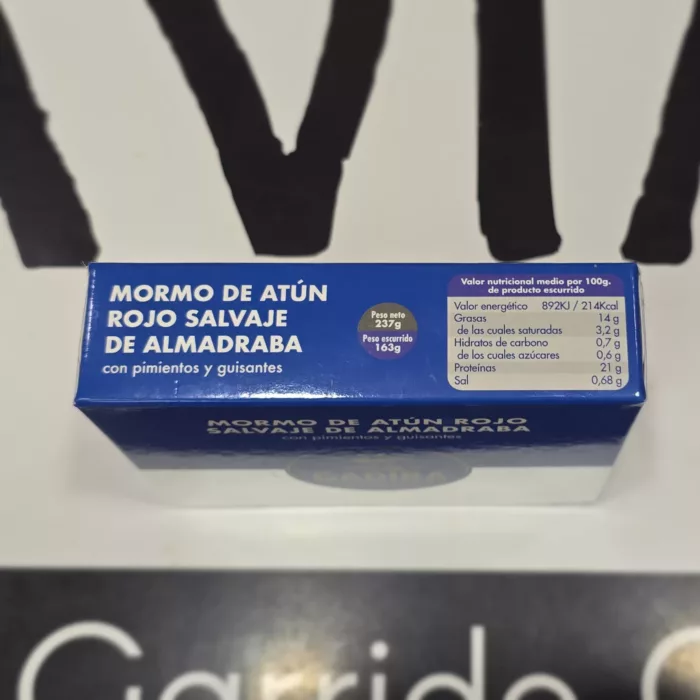 MORMO DE ATÚN
ROJO SALVAJE
DE ALMADRABA
con pimientos y guisantes
Peso neto
237g
Peso escurrido
163g
Valor nutricional medio por 100g.
de producto escurrido
Valor energético 892KJ / 214Kcal
Grasas 14 g
de las cuales saturadas 3,2 g
Hidratos de carbono 0,7 g
de los cuales azúcares 0,6 g
Proteínas 21 g
Sal 0,68 g
MORMO DE ATÚN ROJO
SALVAJE DE ALMADRABA
con pimientos y guisantes
Garrido